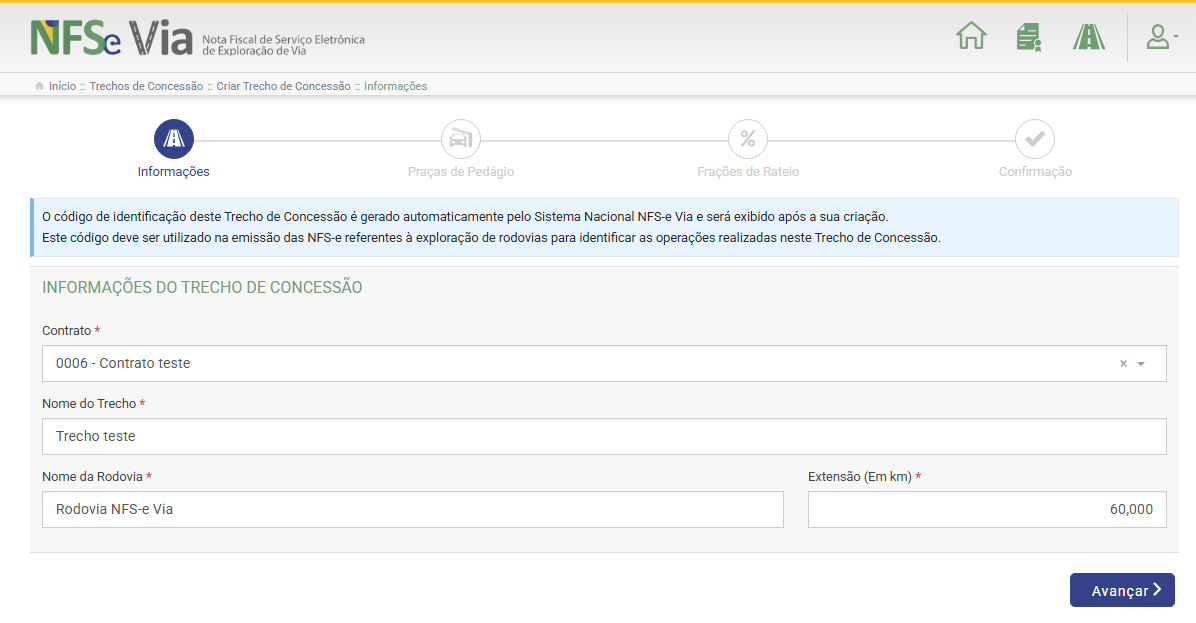 NFSe Via Nota Fiscal de Serviço Eletrônica
de Exploração de Via
Início :: Trechos de Concessão :: Criar Trecho de Concessão :: Informações
Informações
Praças de Pedágio
%
Frações de Rateio
Confirmação
O código de identificação deste Trecho de Concessão é gerado automaticamente pelo Sistema Nacional NFS-e Via e será exibido após a sua criação.
Este código deve ser utilizado na emissão das NFS-e referentes à exploração de rodovias para identificar as operações realizadas neste Trecho de Concessão.
INFORMAÇÕES DO TRECHO DE CONCESSÃO
Contrato *
0006 - Contrato teste ×
Nome do Trecho *
Trecho teste
Nome da Rodovia * Extensão (Em km) *
Rodovia NFS-e Via 60,000
Avançar